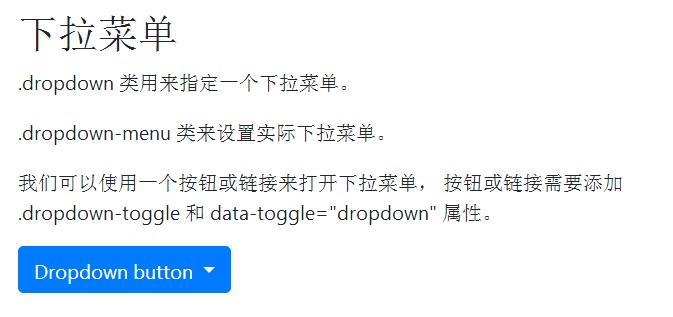 下拉菜单
.dropdown 类用来指定一个下拉菜单。
.dropdown-menu 类来设置实际下拉菜单。
我们可以使用一个按钮或链接来打开下拉菜单， 按钮或链接需要添加
.dropdown-toggle 和 data-toggle="dropdown" 属性。
Dropdown button